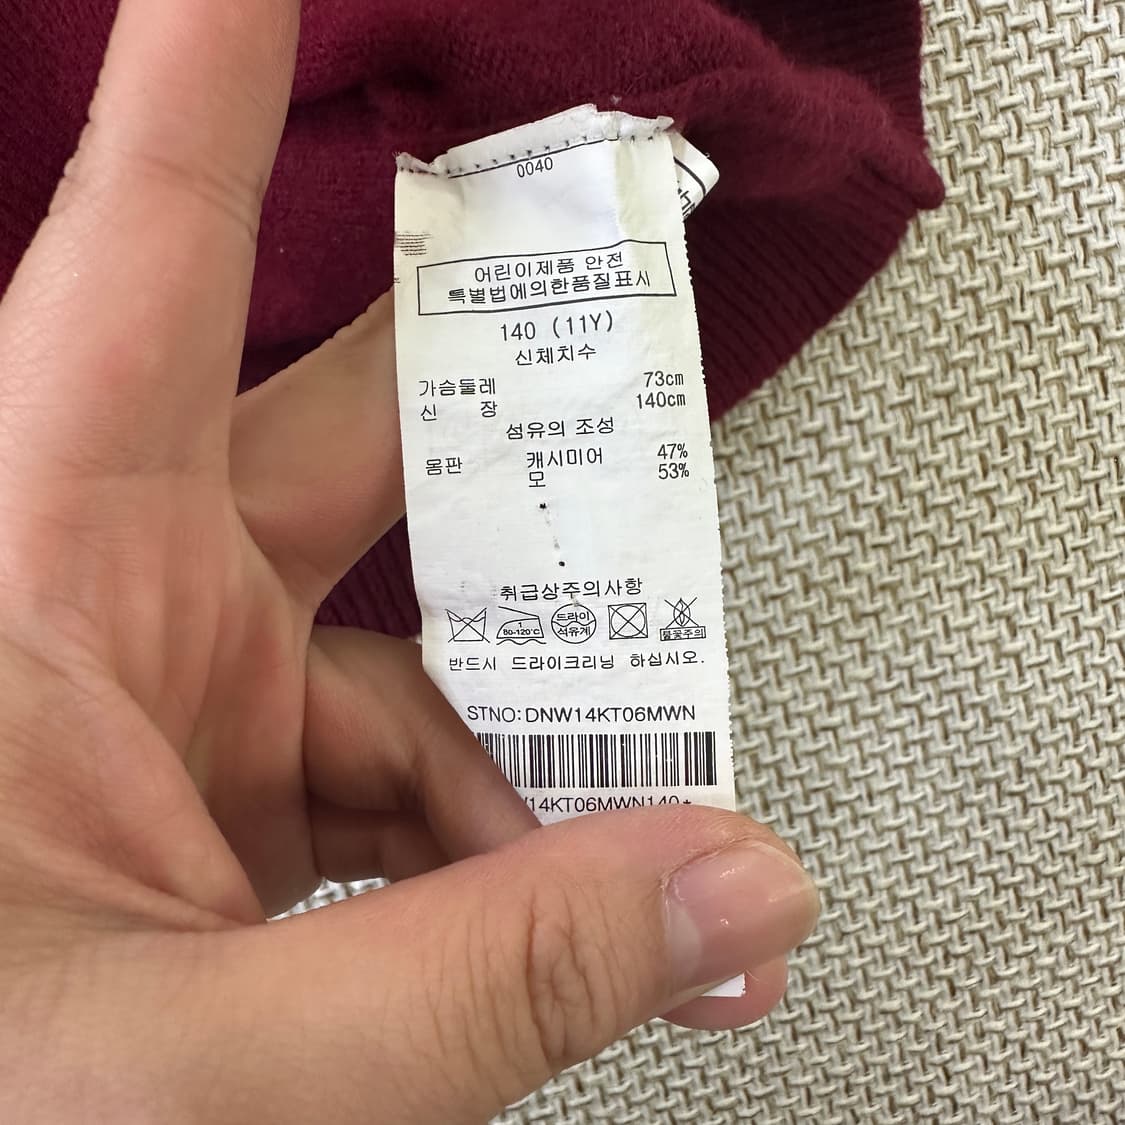 0040
어린이제품 안전
특별법에의한품질표시
140 (11Y)
신체치수
가슴둘레 73cm
신 장 140cm
섬유의 조성
몸판 캐시미어 47%
모 53%
취급상주의사항
1
80-120℃
드라이
석유계
불꽃주의
반드시 드라이크리닝 하십시오.
STNO:DNW14KT06MWN
14KT06MWN140*